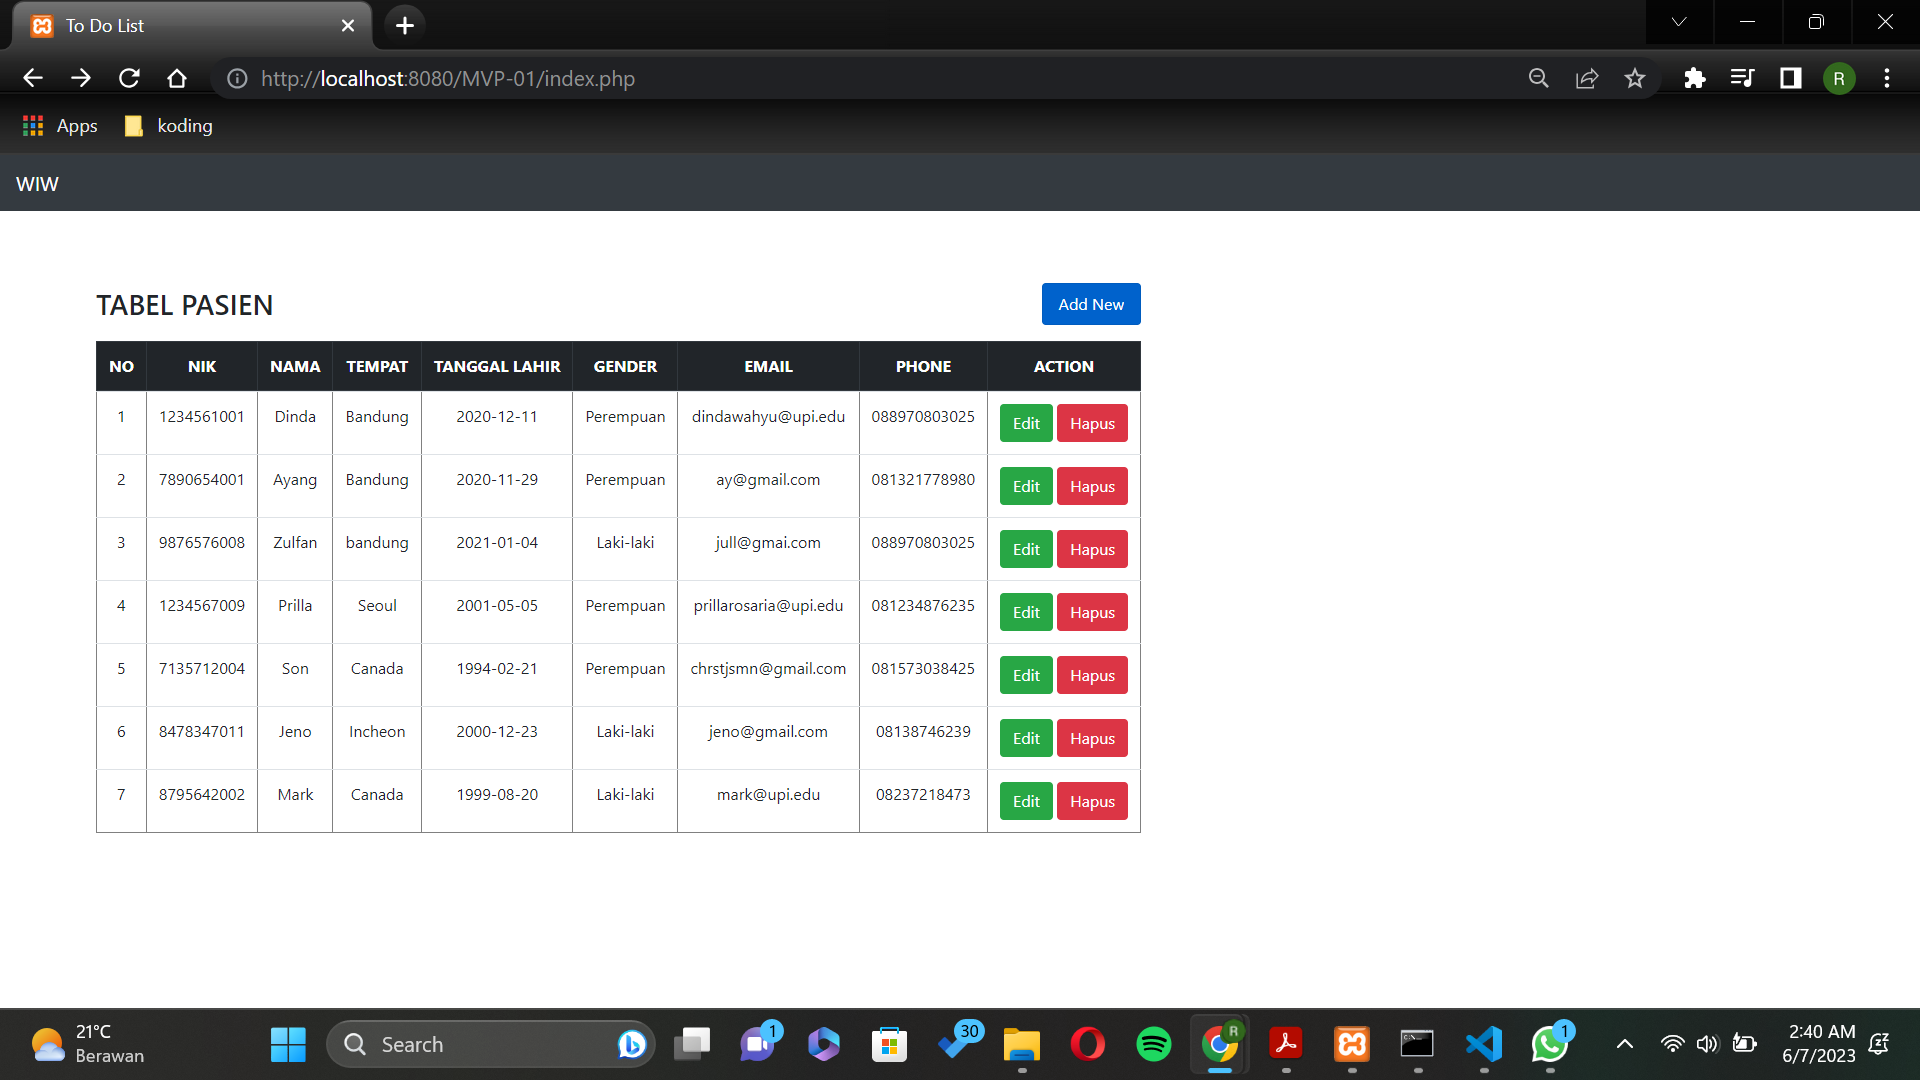 To Do List
http://localhost:8080/MVP-01/index.php
R
Apps koding
WIW
TABEL PASIEN Add New
NO NIK NAMA TEMPAT TANGGAL LAHIR GENDER EMAIL PHONE ACTION
1 1234561001 Dinda Bandung 2020-12-11 Perempuan dindawahyu@upi.edu 088970803025 Edit Hapus
2 7890654001 Ayang Bandung 2020-11-29 Perempuan ay@gmail.com 081321778980 Edit Hapus
3 9876576008 Zulfan bandung 2021-01-04 Laki-laki jull@gmai.com 088970803025 Edit Hapus
4 1234567009 Prilla Seoul 2001-05-05 Perempuan prillarosaria@upi.edu 081234876235 Edit Hapus
5 7135712004 Son Canada 1994-02-21 Perempuan chrstjsmn@gmail.com 081573038425 Edit Hapus
6 8478347011 Jeno Incheon 2000-12-23 Laki-laki jeno@gmail.com 08138746239 Edit Hapus
7 8795642002 Mark Canada 1999-08-20 Laki-laki mark@upi.edu 08237218473 Edit Hapus
21°C
Berawan
Search
1
30
R
1
2:40 AM
6/7/2023